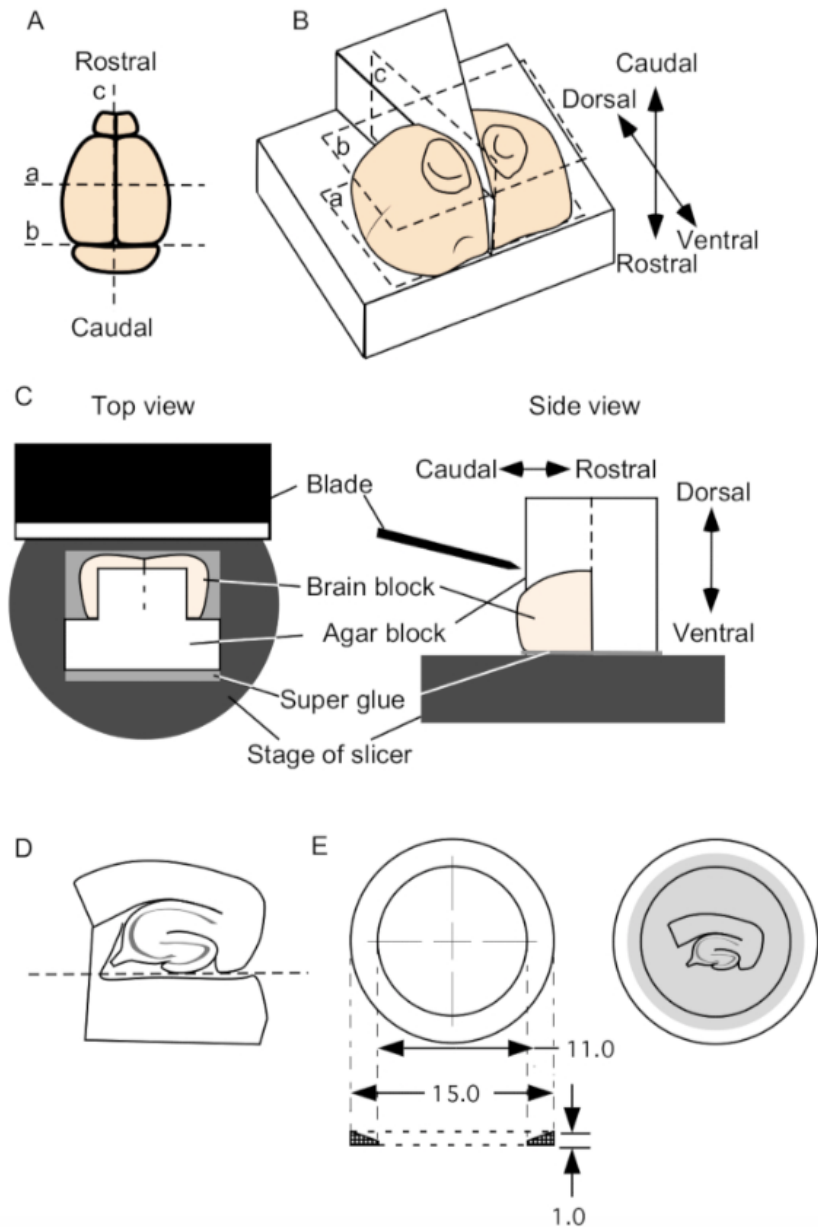 A
Rostral
c
a
b
Caudal
B
c
b
a
Caudal
Dorsal
Ventral
Rostral
C
Top view
Side view
Blade
Caudal
Rostral
Dorsal
Brain block
Agar block
Ventral
Super glue
Stage of slicer
D
E
11.0
15.0
1.0